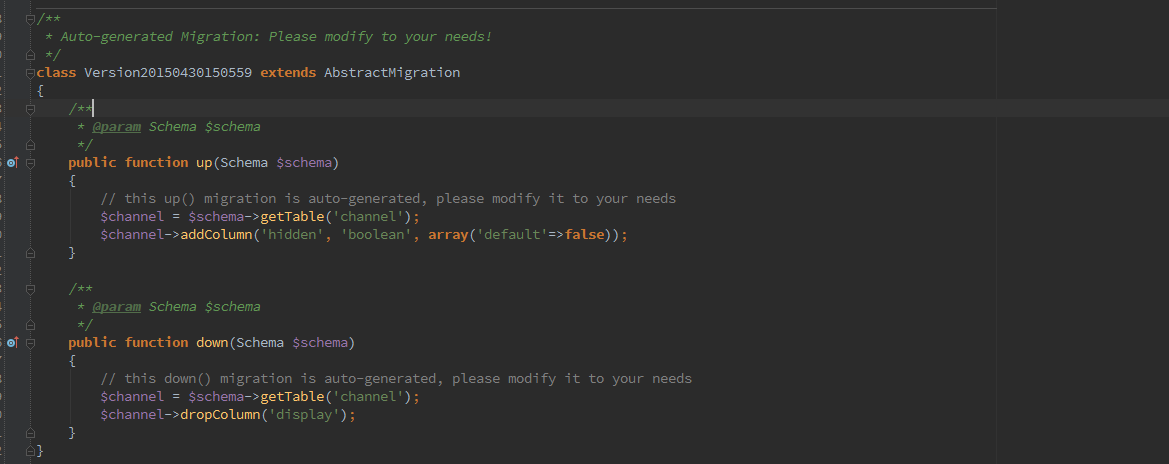 /**
 * Auto-generated Migration: Please modify to your needs!
 */
class Version20150430150559 extends AbstractMigration
{
    /**
     * @param Schema $schema
     */
    public function up(Schema $schema)
    {
        // this up() migration is auto-generated, please modify it to your needs
        $channel = $schema->getTable('channel');
        $channel->addColumn('hidden', 'boolean', array('default'=>false));
    }

    /**
     * @param Schema $schema
     */
    public function down(Schema $schema)
    {
        // this down() migration is auto-generated, please modify it to your needs
        $channel = $schema->getTable('channel');
        $channel->dropColumn('display');
    }
}